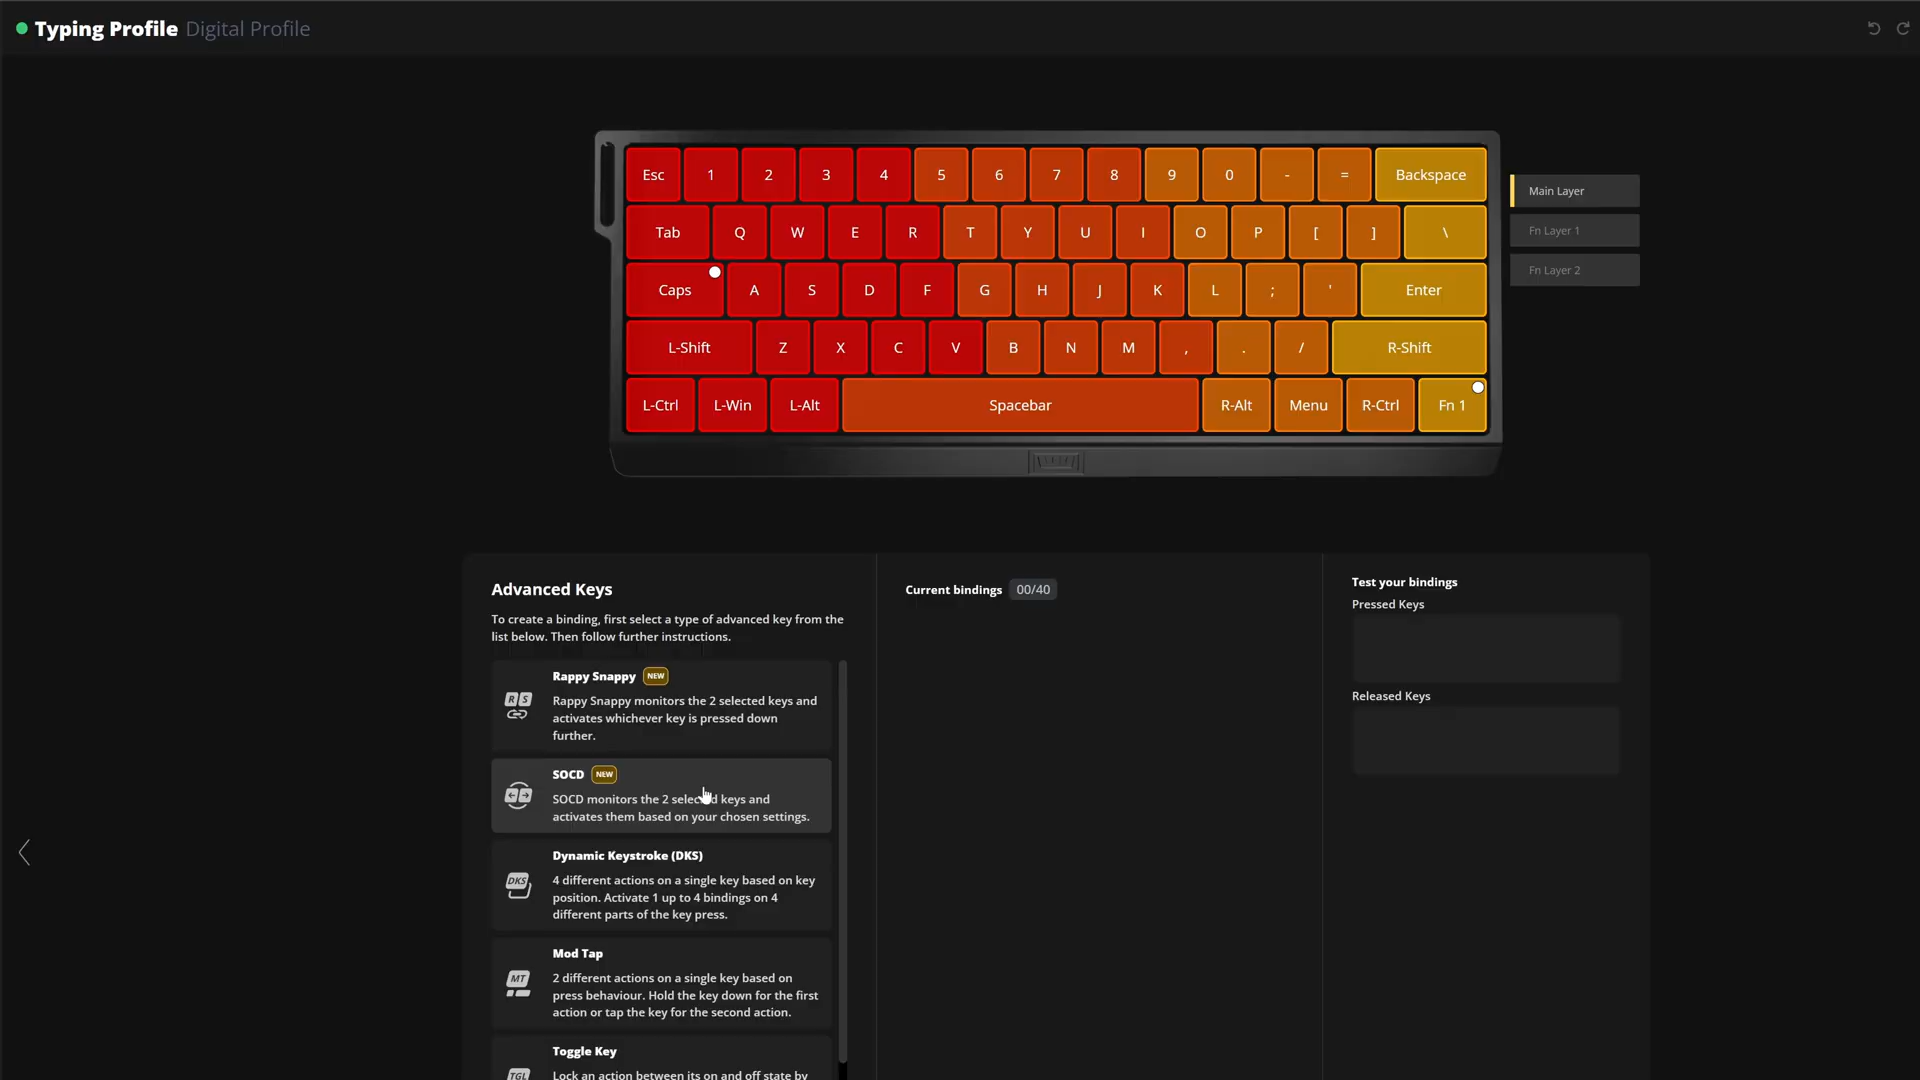 Typing Profile Digital Profile
Esc 1 2 3 4 5 6 7 8 9 0 - = Backspace
Main Layer
Tab Q W E R T Y U I O P [ ] \
Fn Layer 1
Fn Layer 2
Caps A S D F G H J K L ; ' Enter
L-Shift Z X C V B N M , . / R-Shift
L-Ctrl L-Win L-Alt Spacebar R-Alt Menu R-Ctrl Fn 1
Advanced Keys
To create a binding, first select a type of advanced key from the
list below. Then follow further instructions.
R S
Rappy Snappy NEW
Rappy Snappy monitors the 2 selected keys and
activates whichever key is pressed down
further.
SOCD NEW
SOCD monitors the 2 selected keys and
activates them based on your chosen settings.
DKS
Dynamic Keystroke (DKS)
4 different actions on a single key based on key
position. Activate 1 up to 4 bindings on 4
different parts of the key press.
MT
Mod Tap
2 different actions on a single key based on
press behaviour. Hold the key down for the first
action or tap the key for the second action.
TGL
Toggle Key
Lock an action between its on and off state by
Current bindings 00/40
Test your bindings
Pressed Keys
Released Keys